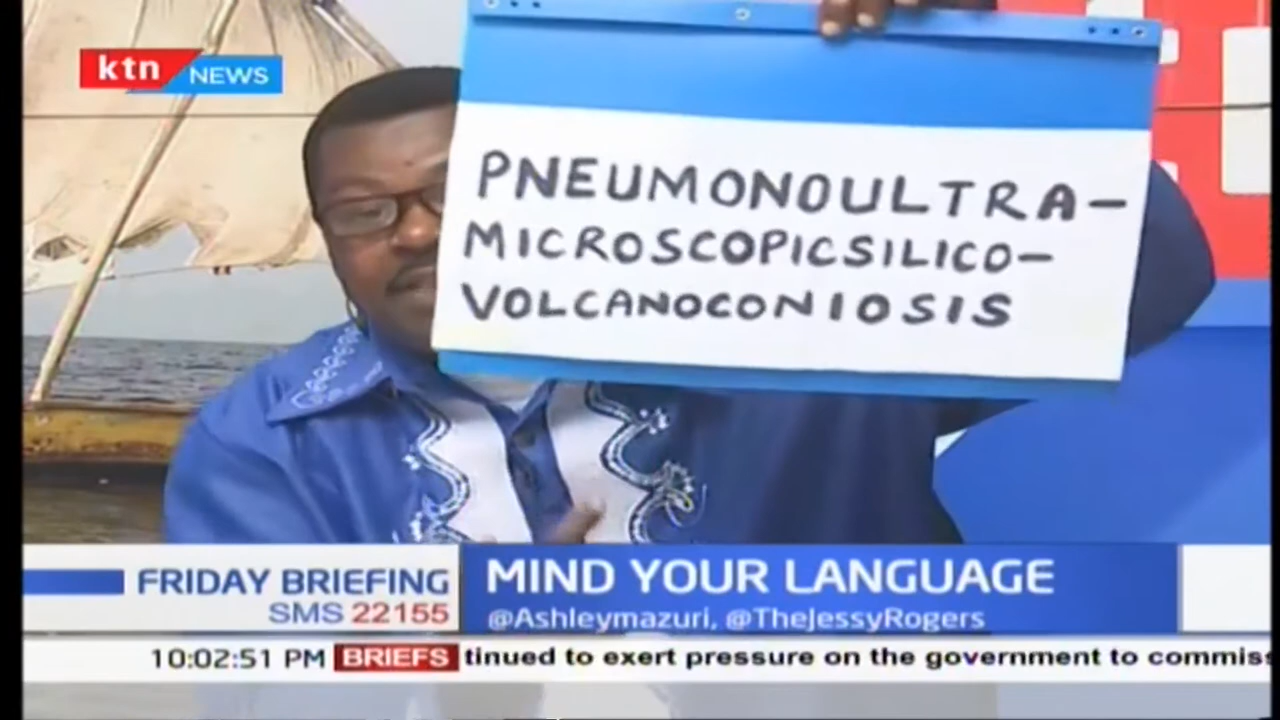 ktn NEWS
PNEUMONOULTRA-
MICROSCOPICSILICO-
VOLCANOCONIOSIS
FRIDAY BRIEFING
SMS 22155
MIND YOUR LANGUAGE
@Ashleymazuri, @TheJessyRogers
10:02:51 PM BRIEFS tinued to exert pressure on the government to commiss